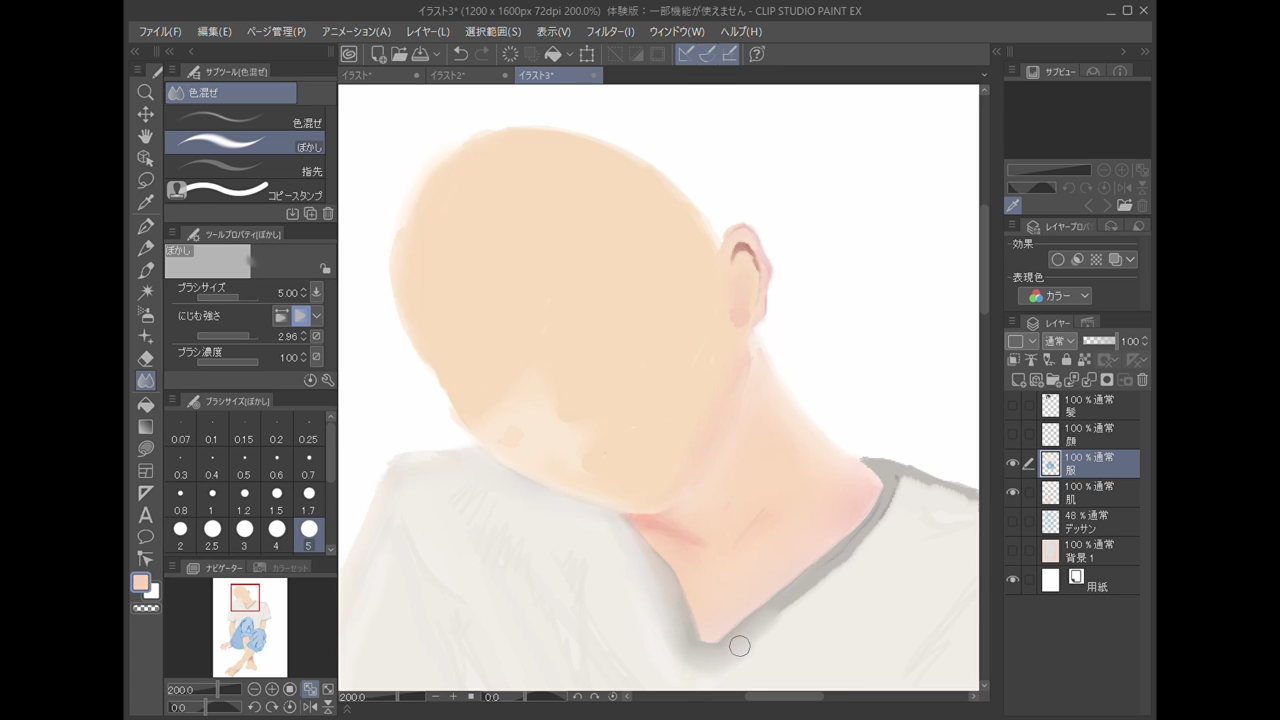 イラスト3* (1200 x 1600px 72dpi 200.0%) 体験版：一部機能が使えません - CLIP STUDIO PAINT EX
ファイル(F) 編集(E) ページ管理(P) アニメーション(A) レイヤー(L) 選択範囲(S) 表示(V) フィルター(I) ウィンドウ(W) ヘルプ(H)
イラスト* イラスト2* イラスト3*
サブツール[色混ぜ]
色混ぜ
色混ぜ
ぼかし
指先
コピースタンプ
ツールプロパティ[ぼかし]
ぼかし
ブラシサイズ 5.00
にじむ強さ
2.96
ブラシ濃度 100
ブラシサイズ[ぼかし]
0.07 0.1 0.15 0.2 0.25
0.3 0.4 0.5 0.6 0.7
0.8 1 1.2 1.5 1.7
2 2.5 3 4 5
ナビゲーター カラーセット
200.0
0.0
200.0 0.0
サブビュー
レイヤープロパ
効果
表現色
カラー
レイヤー
通常 100
100 % 通常
髪
100 % 通常
顔
100 % 通常
服
100 % 通常
肌
48 % 通常
デッサン
100 % 通常
背景 1
用紙
A